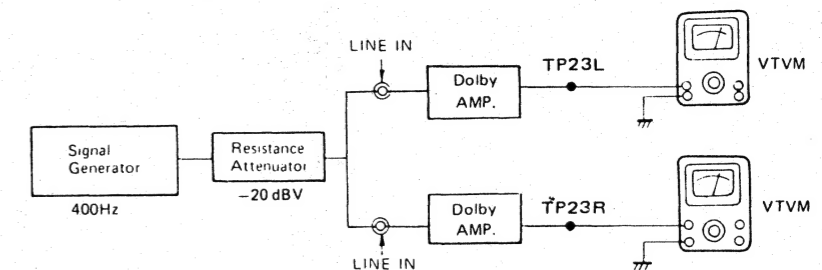 LINE IN
Dolby
AMP.
TP23L
VTVM
Signal
Generator
400Hz
Resistance
Attenuator
−20 dBV
LINE IN
Dolby
AMP.
TP23R
VTVM